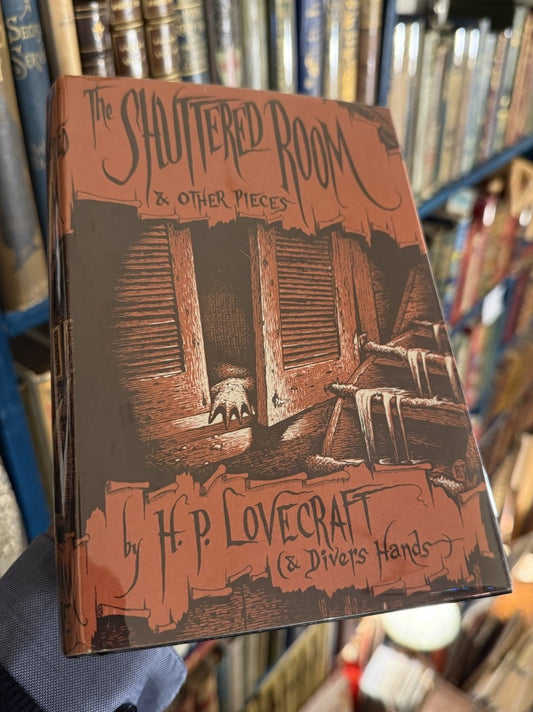 The
SHUTTERED ROOM
& OTHER PIECES
by H. P. LOVECRAFT
(& Divers Hands)